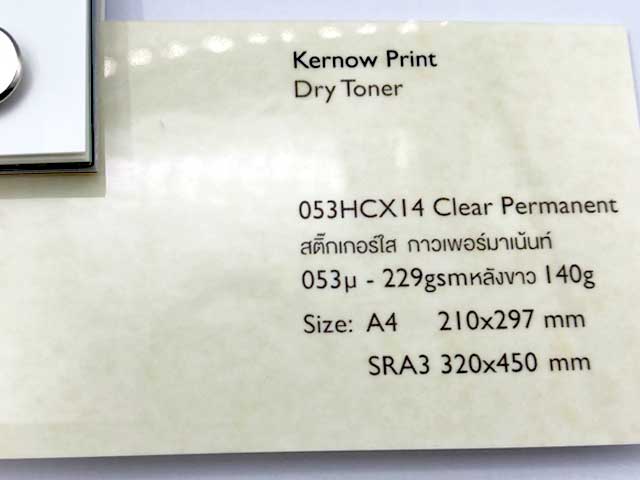 Kernow Print
Dry Toner
053HCX14 Clear Permanent
สติ๊กเกอร์ใส กาวเพอร์มาเน้นท์
053μ - 229gsmหลังขาว 140g
Size: A4 210x297 mm
SRA3 320x450 mm